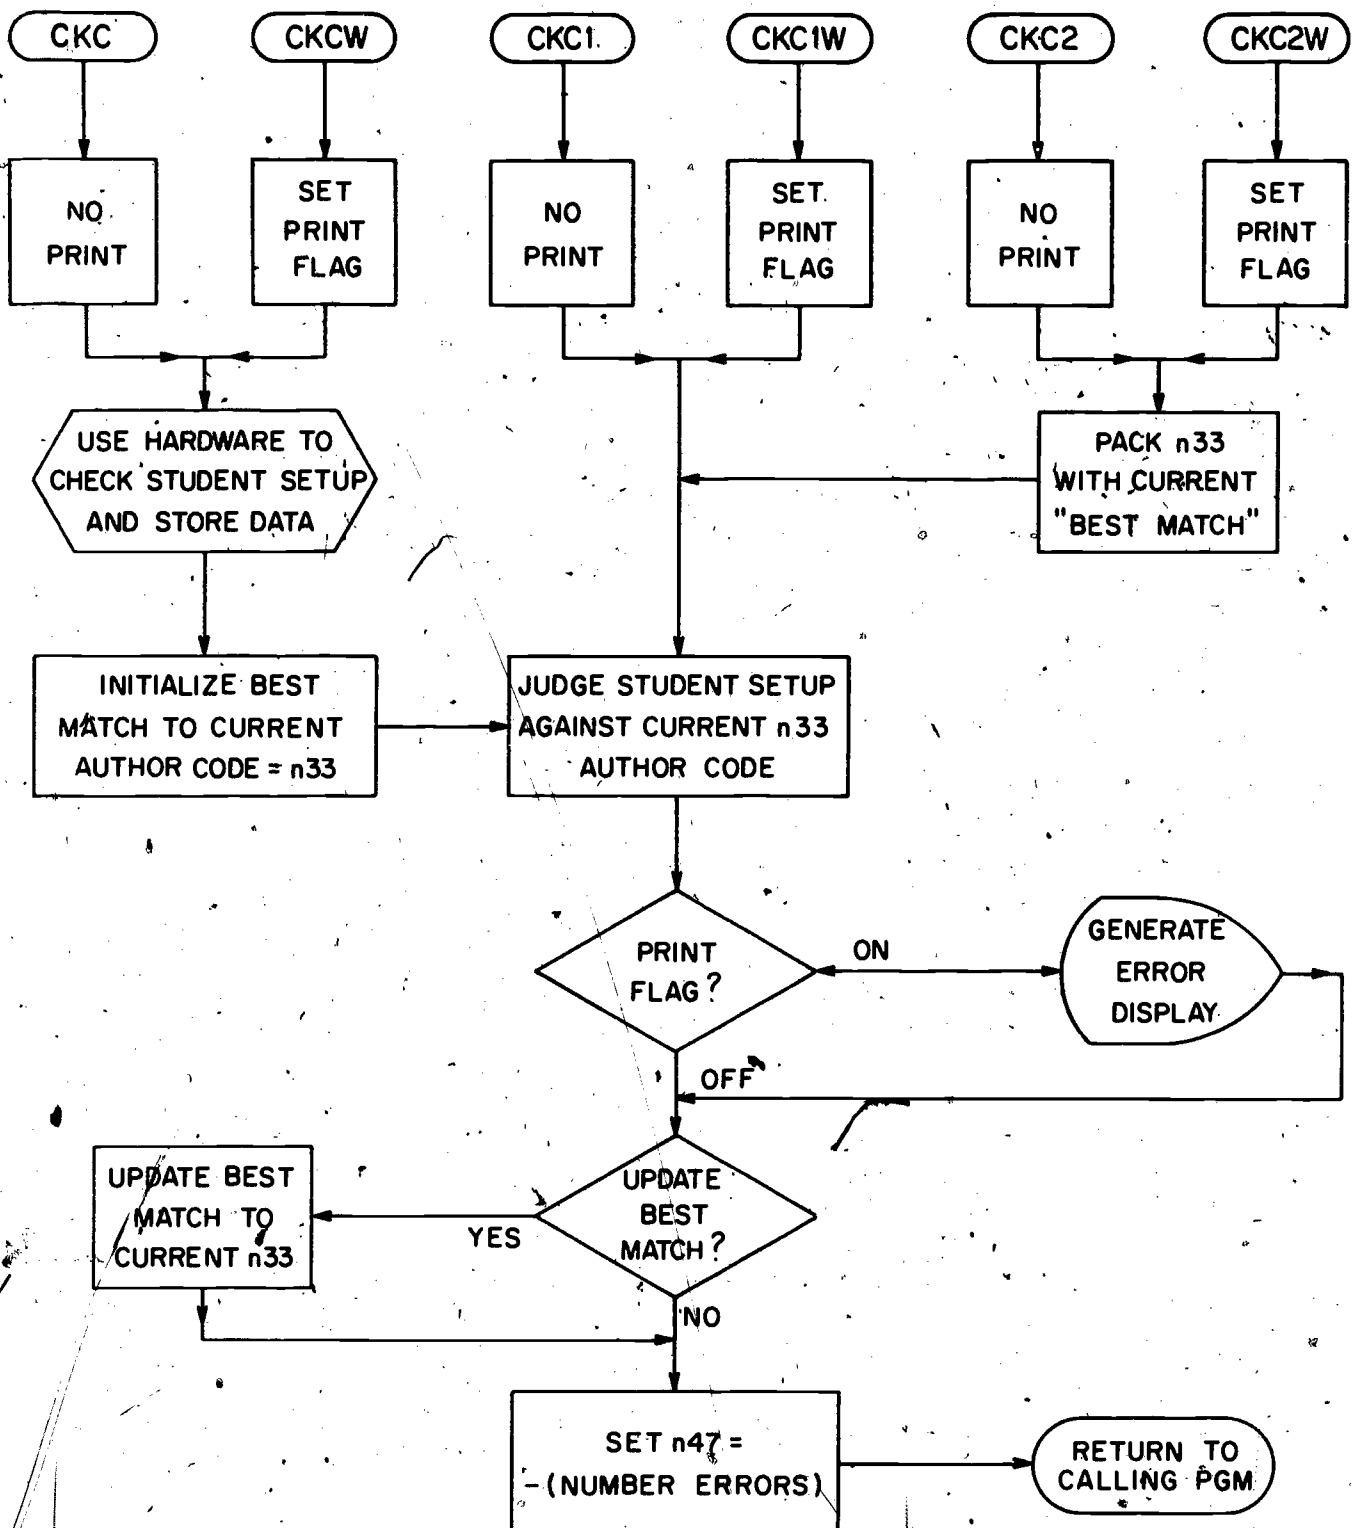 CKC
CKCW
CKC1
CKC1W
CKC2
CKC2W
NO
PRINT
SET
PRINT
FLAG
NO
PRINT
SET
PRINT
FLAG
NO
PRINT
SET
PRINT
FLAG
USE HARDWARE TO
CHECK STUDENT SETUP
AND STORE DATA
PACK n33
WITH CURRENT
"BEST MATCH"
INITIALIZE BEST
MATCH TO CURRENT
AUTHOR CODE = n33
JUDGE STUDENT SETUP
AGAINST CURRENT n33
AUTHOR CODE
PRINT
FLAG?
ON
GENERATE
ERROR
DISPLAY
OFF
UPDATE BEST
MATCH TO
CURRENT n33
YES
UPDATE
BEST
MATCH?
NO
SET n47 =
-(NUMBER ERRORS)
RETURN TO
CALLING PGM